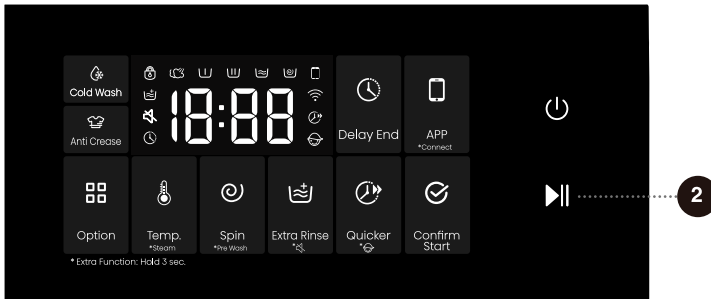 Cold Wash
Anti Crease
18:88
Delay End
APP
*Connect
2
Option
Temp.
*Steam
Spin
*Pre Wash
Extra Rinse
*
Quicker
*
Confirm
Start
* Extra Function: Hold 3 sec.